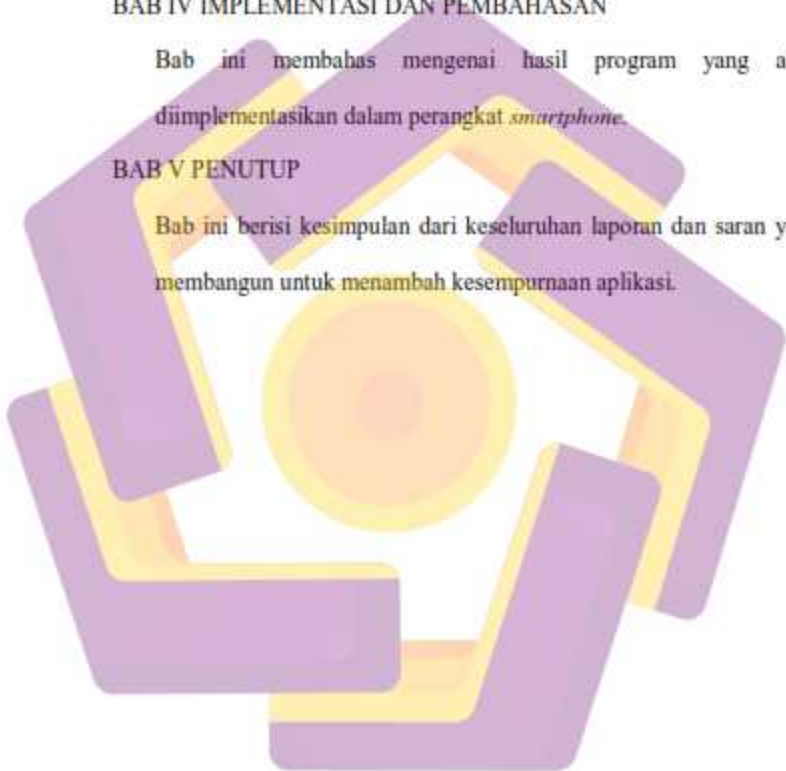 BAB IV IMPLEMENTASI DAN PEMBAHASAN
Bab ini membahas mengenai hasil program yang a
diimplementasikan dalam perangkat smartphone.
BAB V PENUTUP
Bab ini berisi kesimpulan dari keseluruhan laporan dan saran y
membangun untuk menambah kesempurnaan aplikasi.